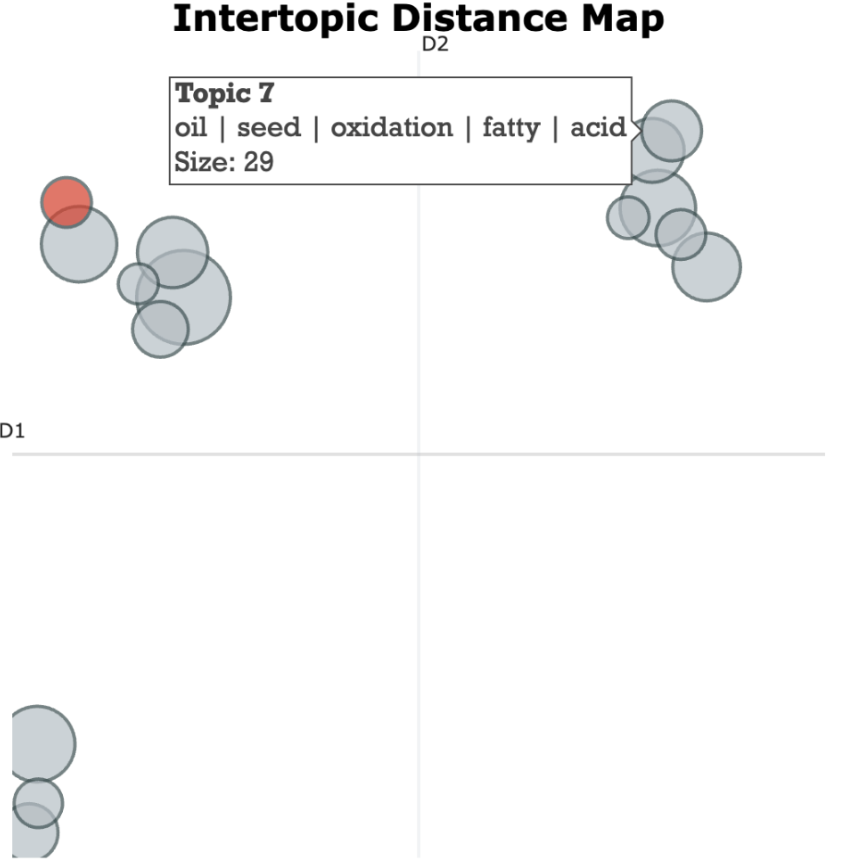 Intertopic Distance Map
D2
Topic 7
oil | seed | oxidation | fatty | acid
Size: 29
D1